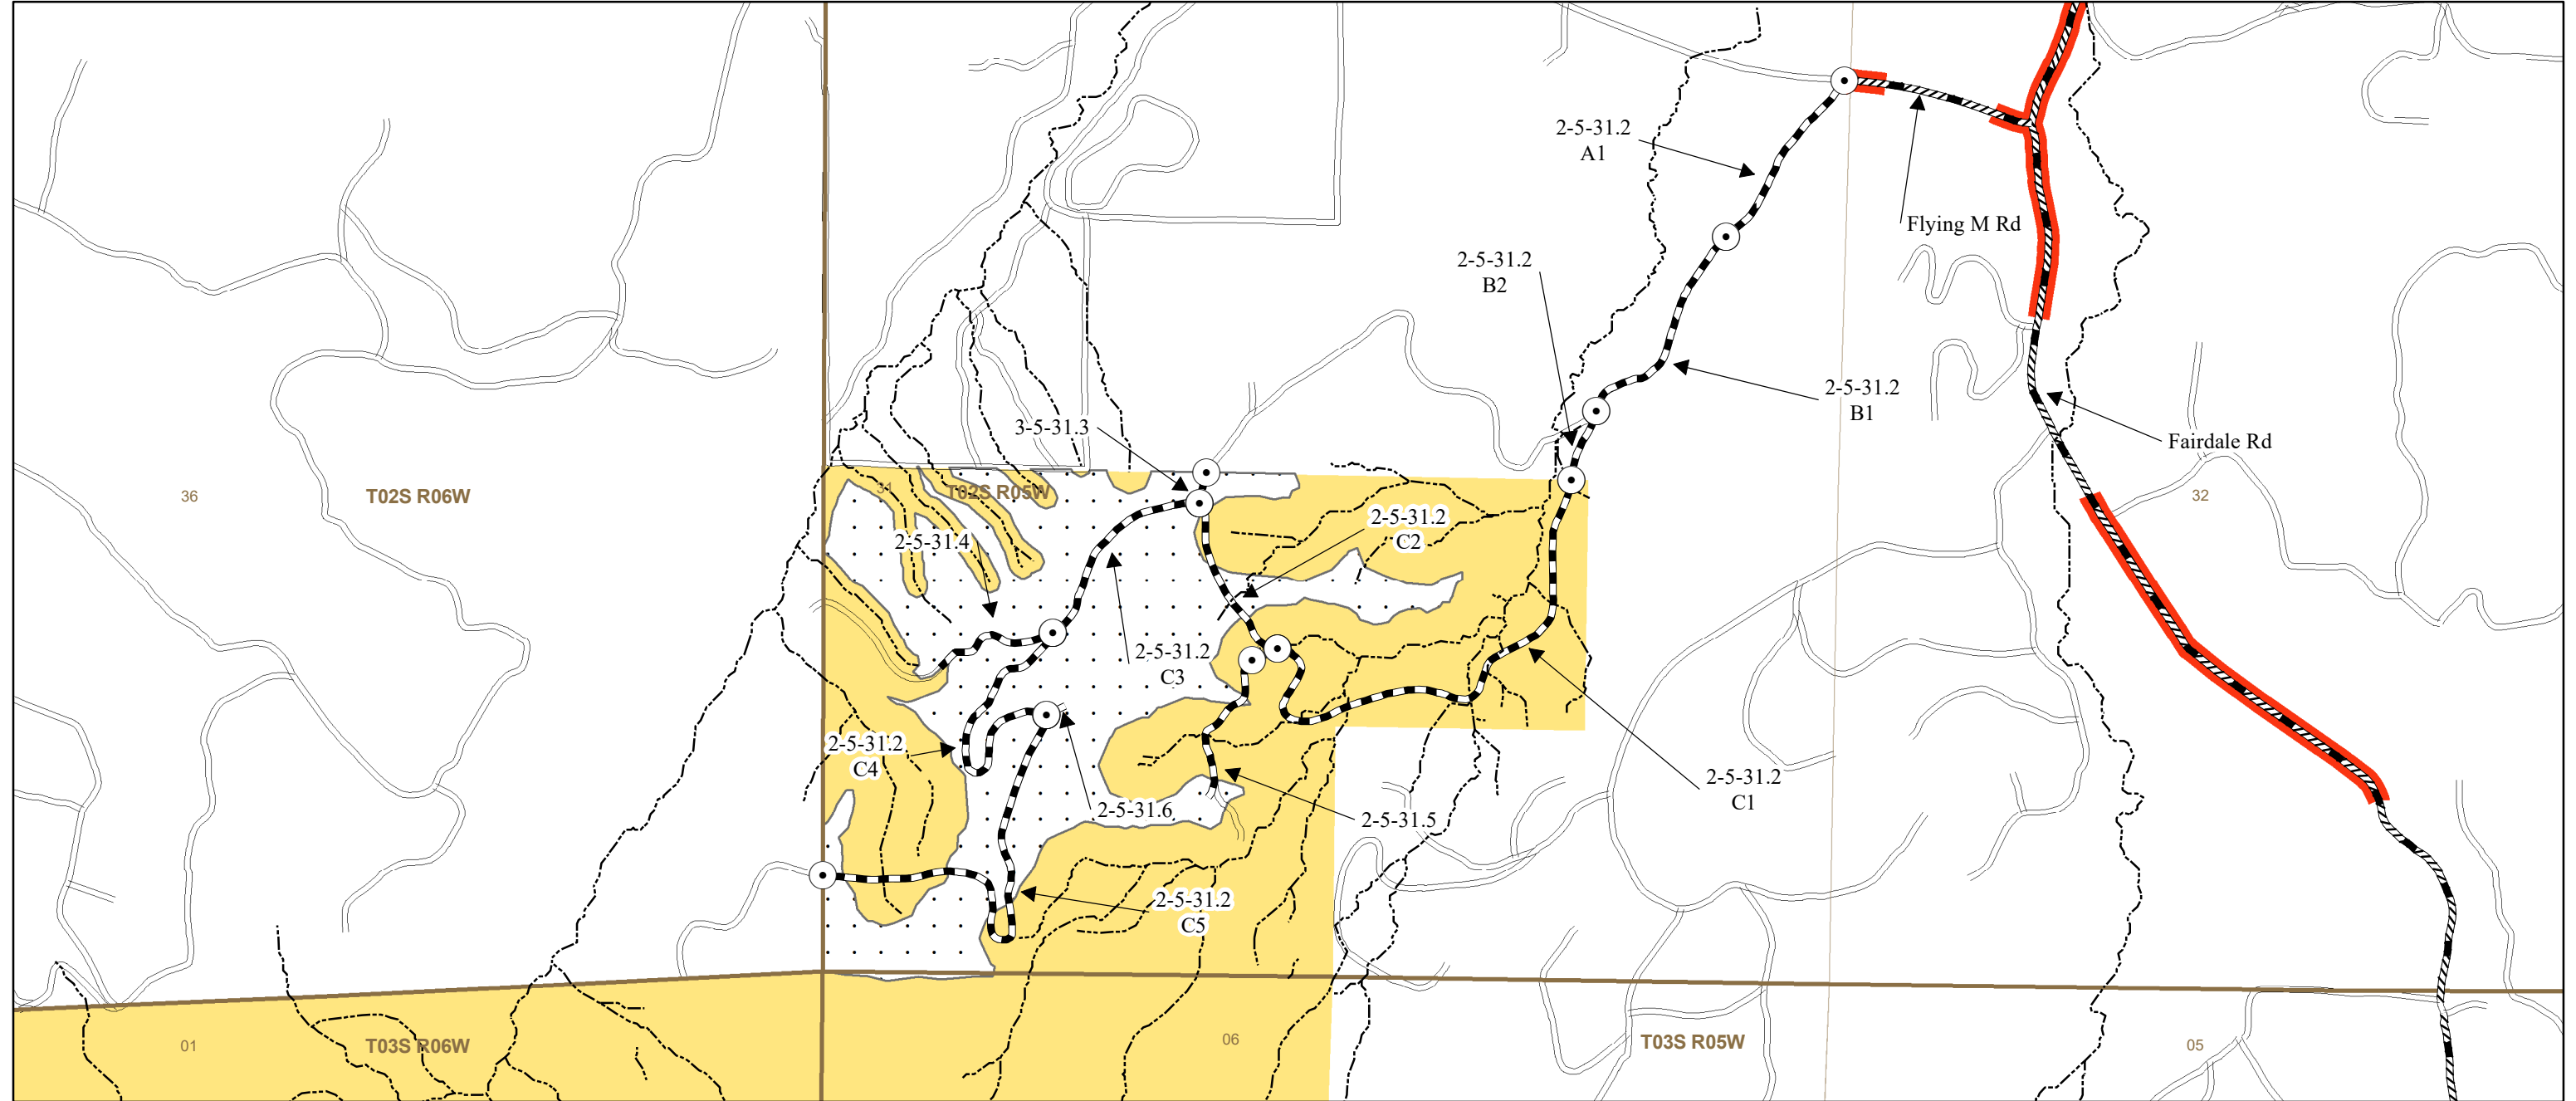 2-5-31.2
A1
Flying M Rd
2-5-31.2
B2
2-5-31.2
B1
3-5-31.3
Fairdale Rd
36
T02S R06W
31
T02S R05W
32
2-5-31.2
C2
2-5-31.4
2-5-31.2
C3
2-5-31.2
C4
2-5-31.6
2-5-31.5
2-5-31.2
C1
2-5-31.2
C5
01
T03S R06W
06
T03S R05W
05